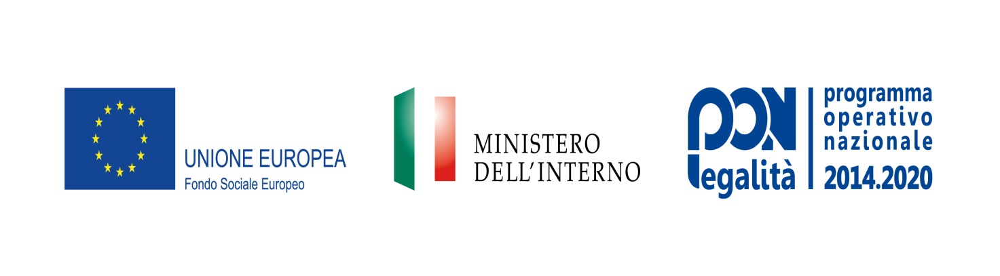 UNIONE EUROPEA
Fondo Sociale Europeo
MINISTERO
DELL'INTERNO
pon
legalità
programma
operativo
nazionale
2014.2020